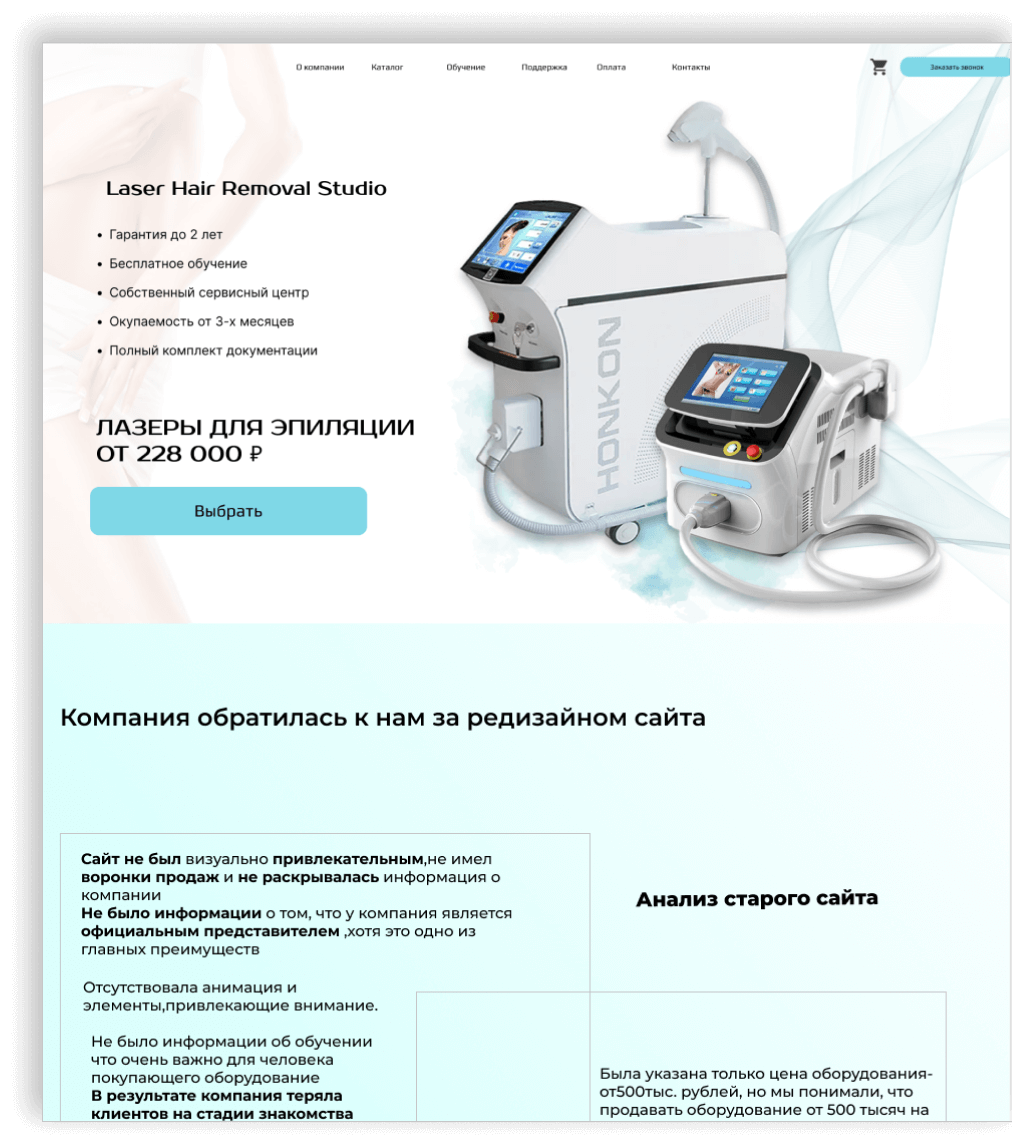 О компании Каталог Обучение Поддержка Оплата Контакты Заказать звонок
Laser Hair Removal Studio
• Гарантия до 2 лет
• Бесплатное обучение
• Собственный сервисный центр
• Окупаемость от 3-х месяцев
• Полный комплект документации
ЛАЗЕРЫ ДЛЯ ЭПИЛЯЦИИ
ОТ 228 000 ₽
Выбрать
HONKON
Компания обратилась к нам за редизайном сайта
Сайт не был визуально привлекательным,не имел
воронки продаж и не раскрывалась информация о
компании
Не было информации о том, что у компания является
официальным представителем ,хотя это одно из
главных преимуществ
Анализ старого сайта
Отсутствовала анимация и
элементы,привлекающие внимание.
Не было информации об обучении
что очень важно для человека
покупающего оборудование
В результате компания теряла
клиентов на стадии знакомства
Была указана только цена оборудования-
от500тыс. рублей, но мы понимали, что
продавать оборудование от 500 тысяч на